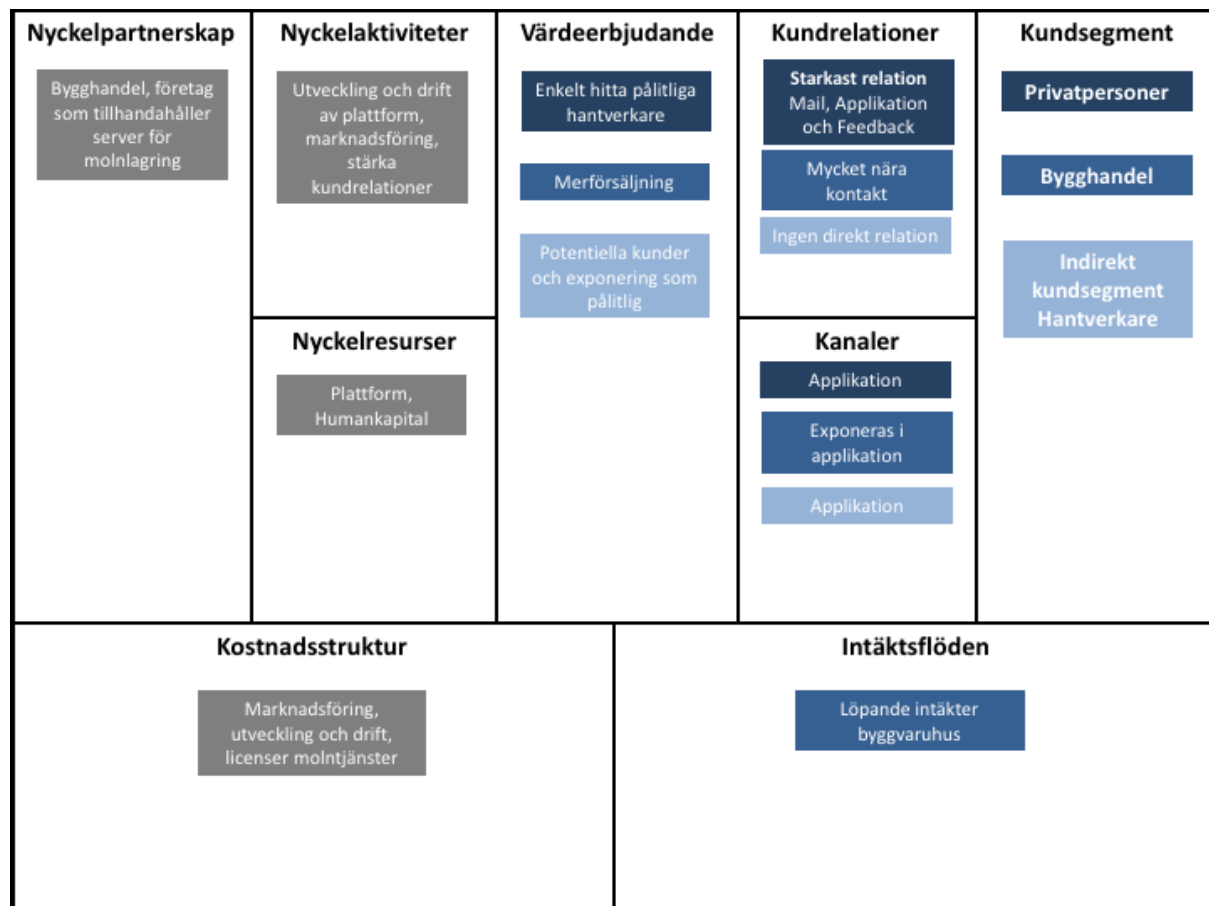 Nyckelpartnerskap
Bygghandel, företag
som tillhandahåller
server för
molnlagring
Nyckelaktiviteter
Utveckling och drift
av plattform,
marknadsföring,
stärka
kundrelationer
Nyckelresurser
Plattform,
Humankapital
Värdeerbjudande
Enkelt hitta pålitliga
hantverkare
Merförsäljning
Potentiella kunder
och exponering som
pålitlig
Kundrelationer
Starkast relation
Mail, Applikation
och Feedback
Mycket nära
kontakt
Ingen direkt relation
Kanaler
Applikation
Exponeras i
applikation
Applikation
Kundsegment
Privatpersoner
Bygghandel
Indirekt
kundsegment
Hantverkare
Kostnadsstruktur
Marknadsföring,
utveckling och drift,
licenser molntjänster
Intäktsflöden
Löpande intäkter
byggvaruhus